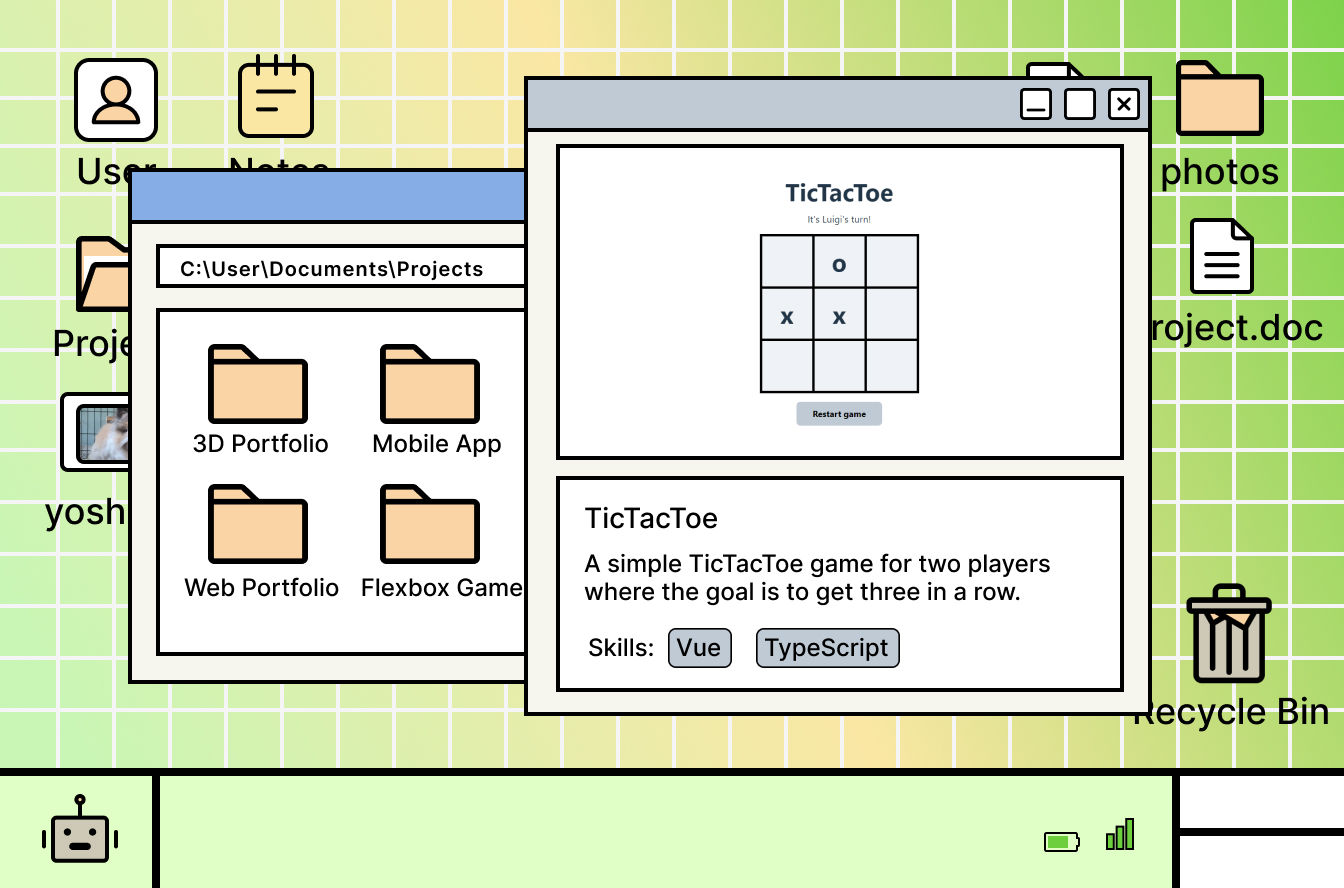 User
Notes
photos
C:\User\Documents\Projects
TicTacToe
It's Luigi's turn!
o
x x
Restart game
roject.doc
Proje
3D Portfolio
Mobile App
yosh
Web Portfolio
Flexbox Game
TicTacToe
A simple TicTacToe game for two players
where the goal is to get three in a row.
Skills:
Vue
TypeScript
Recycle Bin